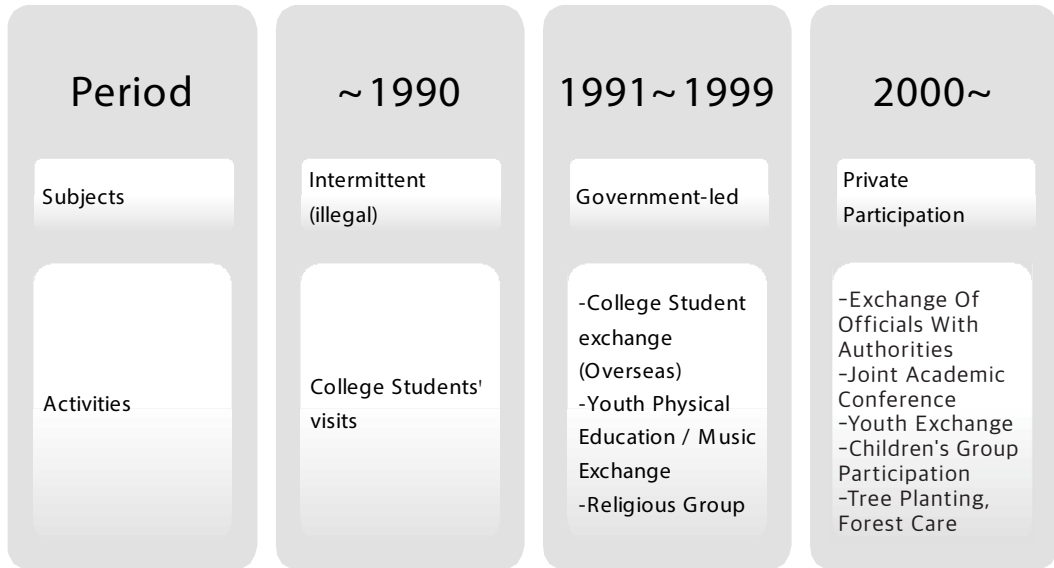 Period
Subjects
Activities
~ 1990
Intermittent
(illegal)
College Students'
visits
1991~ 1999
Government-led
-College Student
exchange
(Overseas)
-Youth Physical
Education / Music
Exchange
-Religious Group
2000~
Private
Participation
-Exchange Of
Officials With
Authorities
-Joint Academic
Conference
-Youth Exchange
-Children's Group
Participation
-Tree Planting,
Forest Care